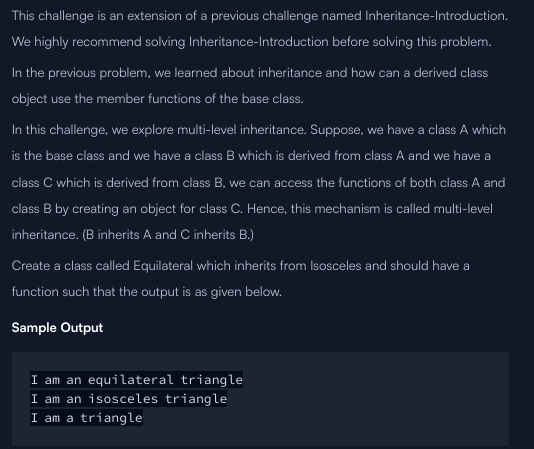 This challenge is an extension of a previous challenge named Inheritance-Introduction.
We highly recommend solving Inheritance-Introduction before solving this problem.
In the previous problem, we learned about inheritance and how can a derived class
object use the member functions of the base class.
In this challenge, we explore multi-level inheritance. Suppose, we have a class A which
is the base class and we have a class B which is derived from class A and we have a
class C which is derived from class B, we can access the functions of both class A and
class B by creating an object for class C. Hence, this mechanism is called multi-level
inheritance. (B inherits A and C inherits B.)
Create a class called Equilateral which inherits from Isosceles and should have a
function such that the output is as given below.
Sample Output
I am an equilateral triangle
I am an isosceles triangle
I am a triangle